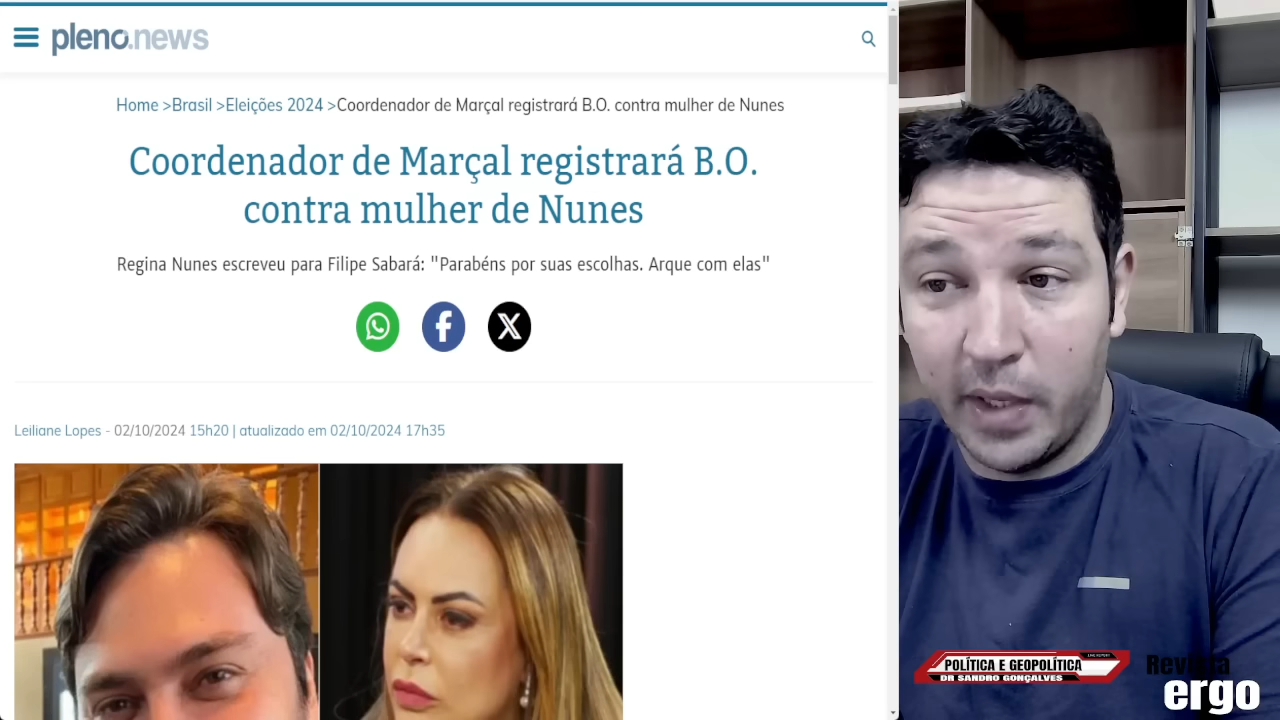 pleno.news
Home >Brasil >Eleições 2024 >Coordenador de Marçal registrará B.O. contra mulher de Nunes
Coordenador de Marçal registrará B.O.
contra mulher de Nunes
Regina Nunes escreveu para Filipe Sabará: "Parabéns por suas escolhas. Arque com elas"
Leiliane Lopes - 02/10/2024 15h20 | atualizado em 02/10/2024 17h35
POLÍTICA E GEOPOLÍTICA
DR SANDRO GONÇALVES
Revista
ergo